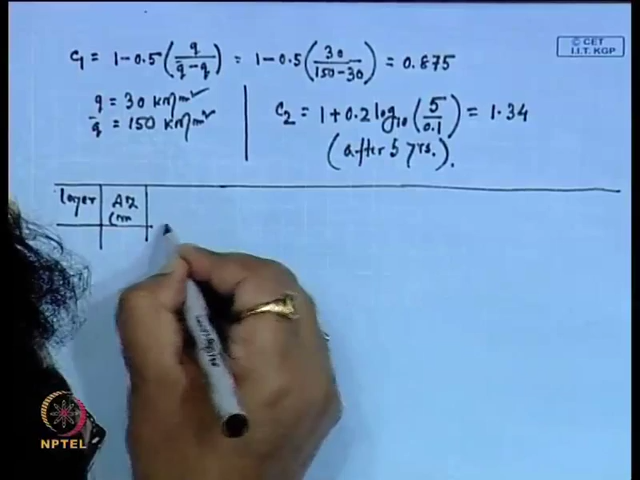 C₁ = 1-0.5(q/(q̄-q)) = 1-0.5(30/(150-30)) = 0.875
q = 30 kN/m²
q̄ = 150 kN/m²
C₂ = 1+0.2 log₁₀(5/0.1) = 1.34
(after 5 yrs.).
layer
Δz
(m
© CET
I.I.T. KGP
NPTEL